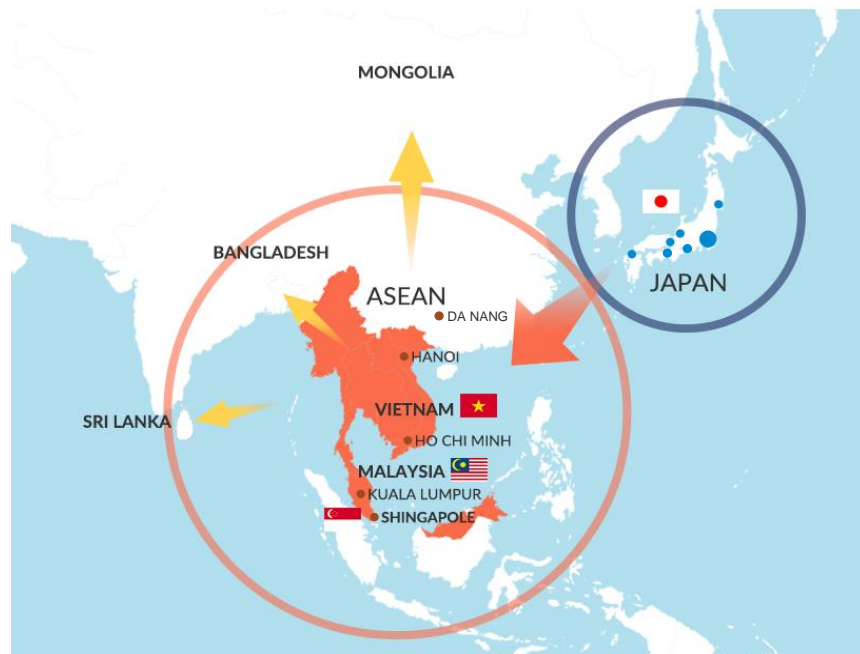 MONGOLIA
BANGLADESH
ASEAN
JAPAN
DA NANG
HANOI
VIETNAM
SRI LANKA
HO CHI MINH
MALAYSIA
KUALA LUMPUR
SHINGAPOLE